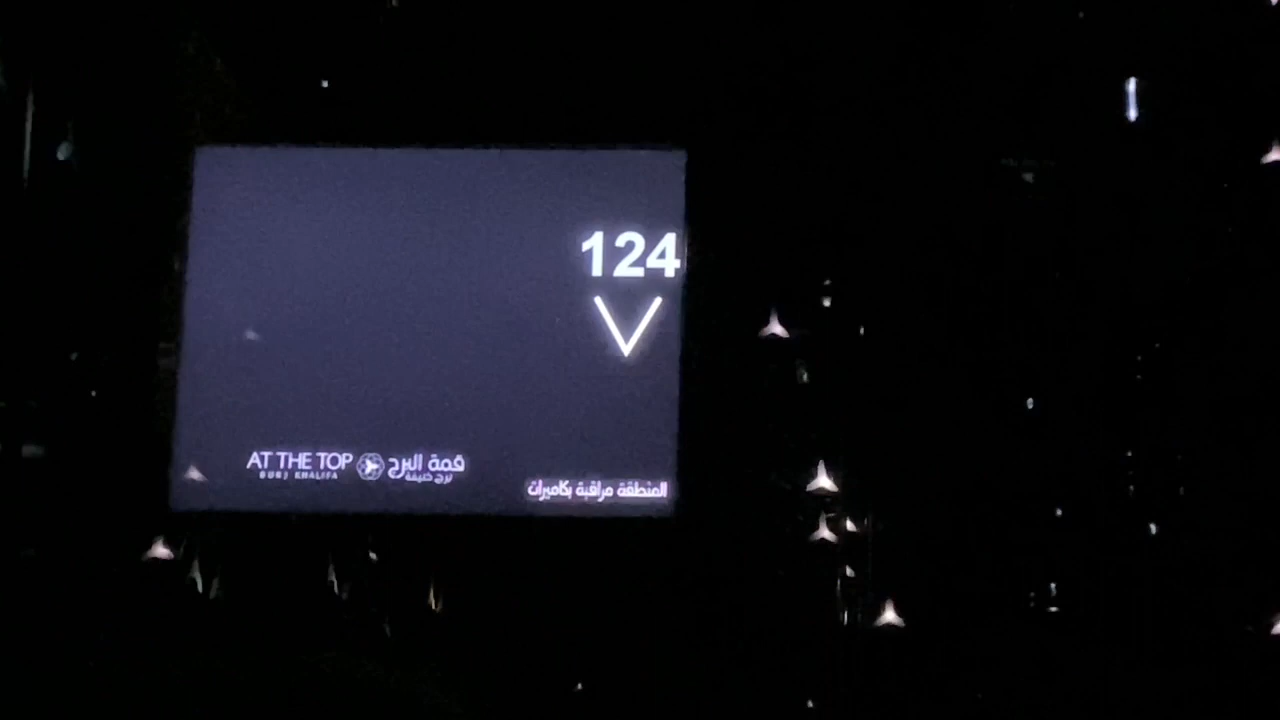 124
AT THE TOP قمة البرج
BURJ KHALIFA برج خليفة
المنطقة مراقبة بكاميرات